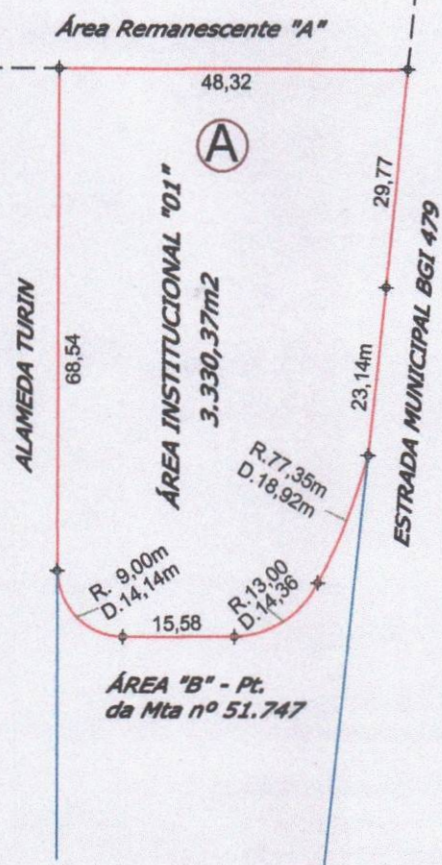 Área Remanescente "A"
48,32
A
29,77
ÁREA INSTITUCIONAL "01"
3.330,37m2
ALAMEDA TURIN
68,54
23,14m
ESTRADA MUNICIPAL BGI 479
R.77,35m
D.18,92m
R. 9,00m
D.14,14m
R.13,00
D.14,36
15,58
ÁREA "B" - Pt.
da Mta nº 51.747